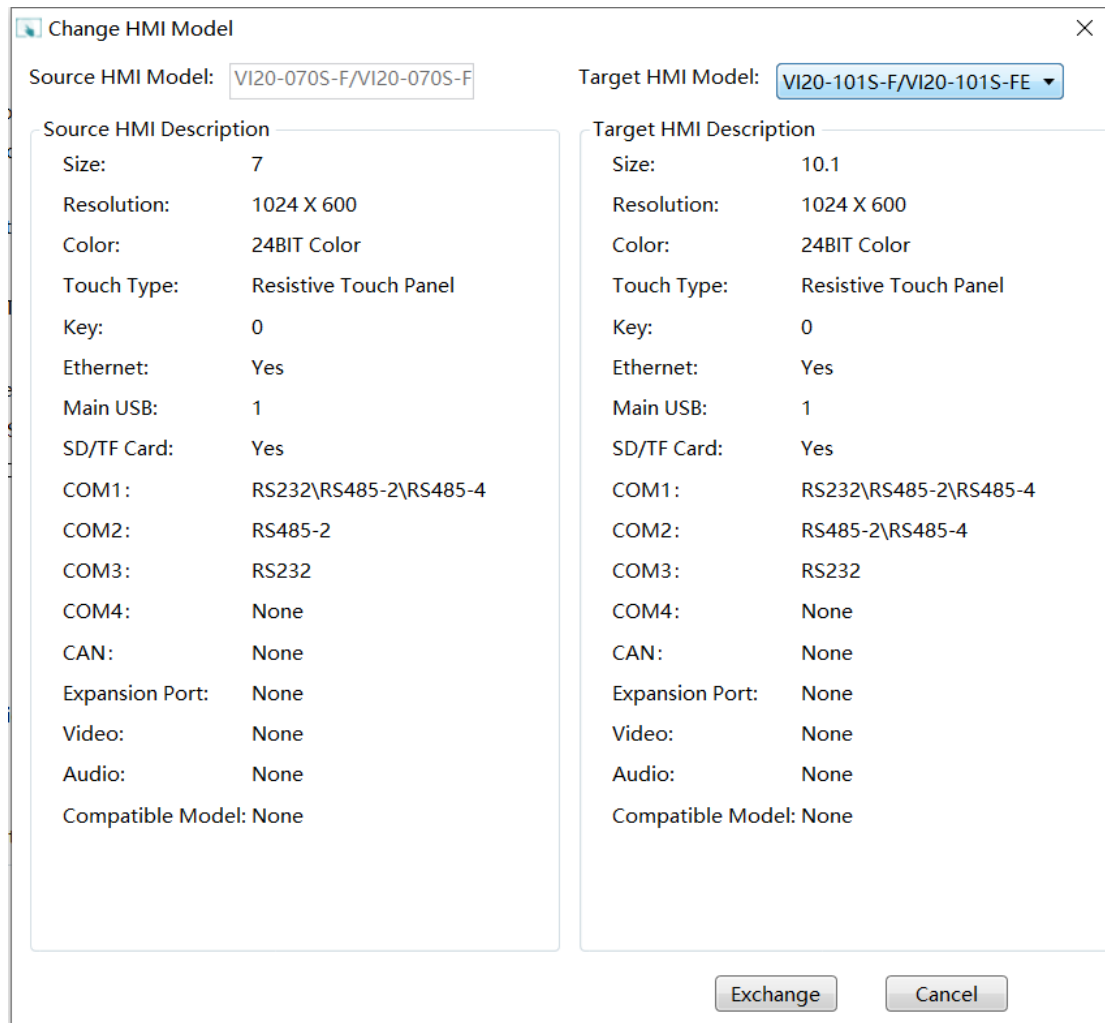 Change HMI Model
Source HMI Model: VI20-070S-F/VI20-070S-F
Target HMI Model: VI20-101S-F/VI20-101S-FE
Source HMI Description
Size: 7
Resolution: 1024 X 600
Color: 24BIT Color
Touch Type: Resistive Touch Panel
Key: 0
Ethernet: Yes
Main USB: 1
SD/TF Card: Yes
COM1: RS232\RS485-2\RS485-4
COM2: RS485-2
COM3: RS232
COM4: None
CAN: None
Expansion Port: None
Video: None
Audio: None
Compatible Model: None
Target HMI Description
Size: 10.1
Resolution: 1024 X 600
Color: 24BIT Color
Touch Type: Resistive Touch Panel
Key: 0
Ethernet: Yes
Main USB: 1
SD/TF Card: Yes
COM1: RS232\RS485-2\RS485-4
COM2: RS485-2\RS485-4
COM3: RS232
COM4: None
CAN: None
Expansion Port: None
Video: None
Audio: None
Compatible Model: None
Exchange
Cancel